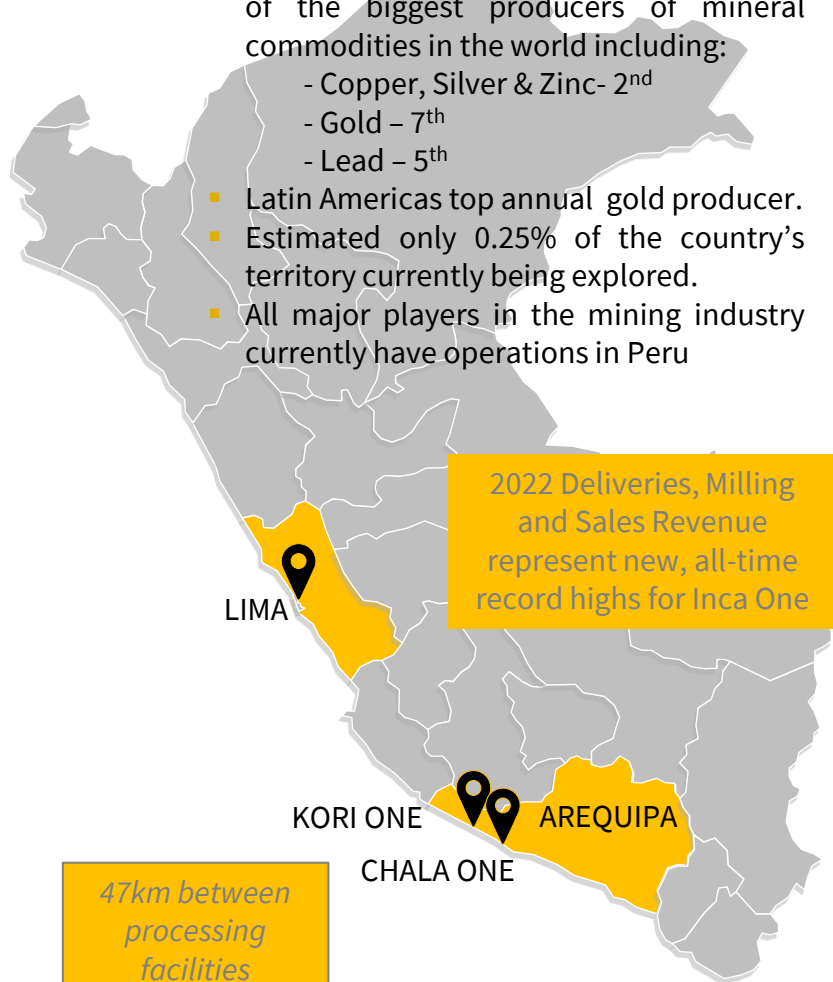 of the biggest producers of mineral
commodities in the world including:
- Copper, Silver & Zinc- 2nd
- Gold – 7th
- Lead – 5th
▪ Latin Americas top annual gold producer.
▪ Estimated only 0.25% of the country's
territory currently being explored.
▪ All major players in the mining industry
currently have operations in Peru
2022 Deliveries, Milling
and Sales Revenue
represent new, all-time
record highs for Inca One
LIMA
KORI ONE
AREQUIPA
CHALA ONE
47km between
processing
facilities